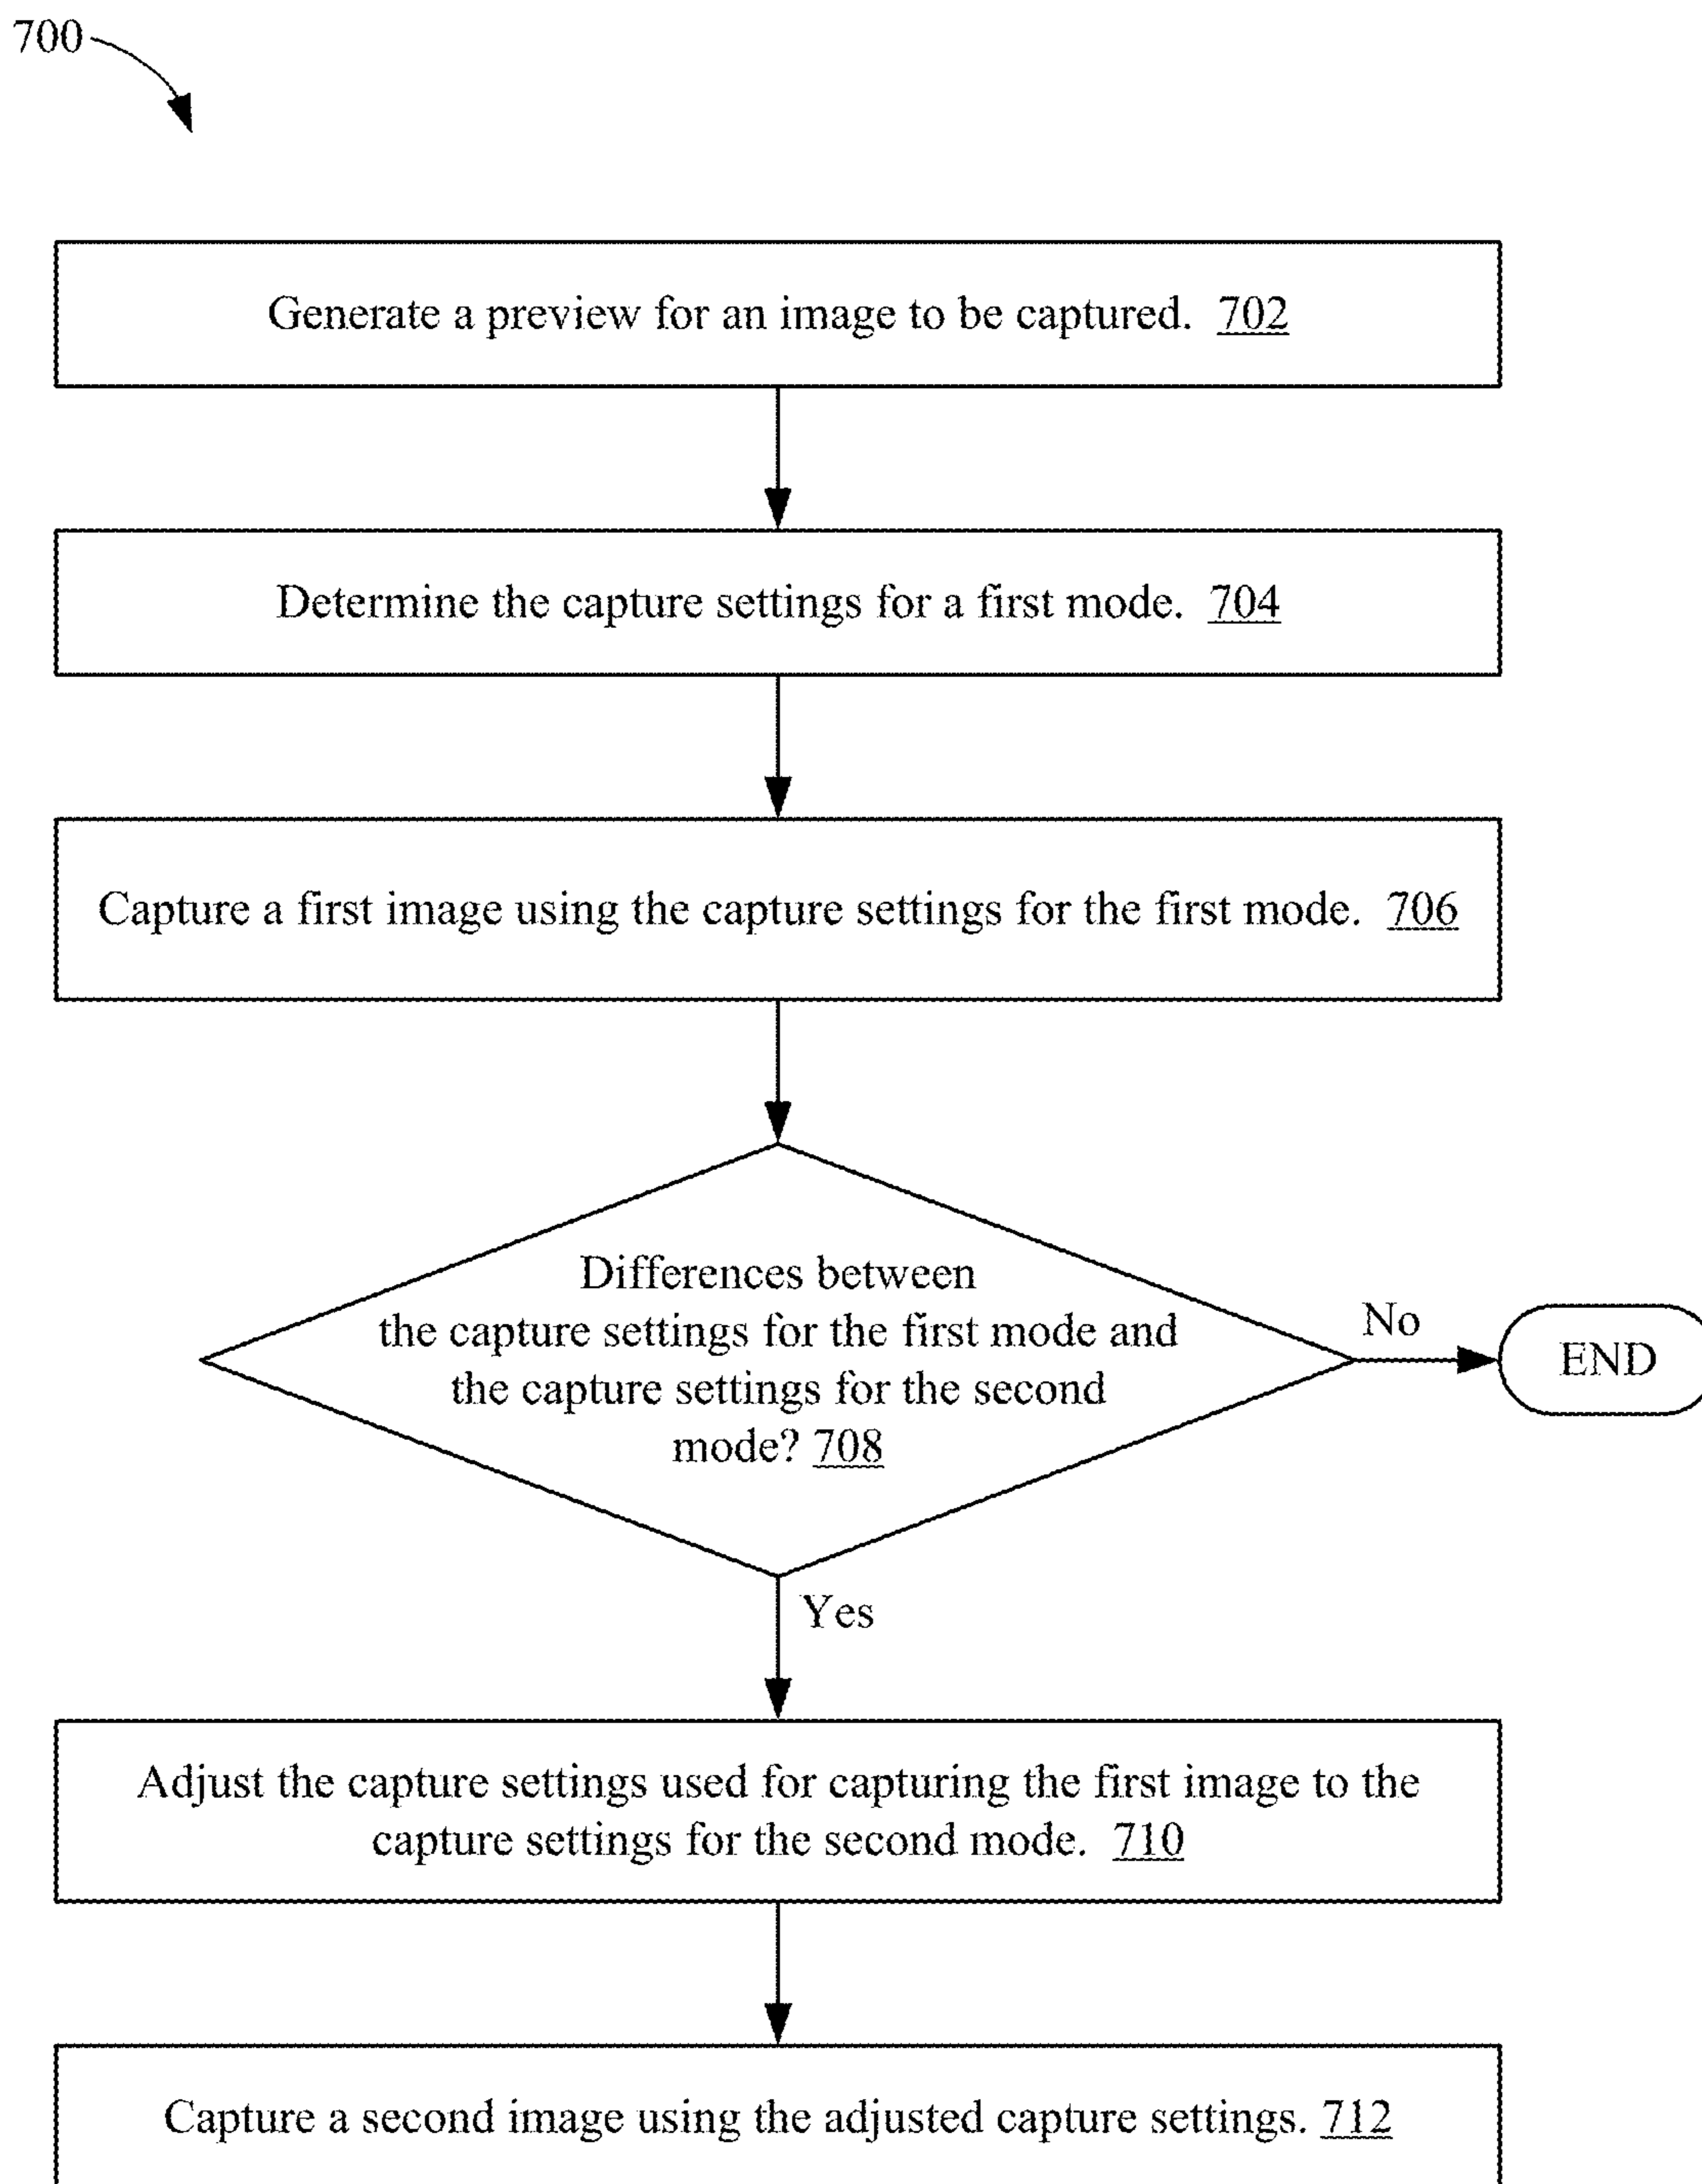 700
Generate a preview for an image to be captured. 702
Determine the capture settings for a first mode. 704
Capture a first image using the capture settings for the first mode. 706
Differences between
the capture settings for the first mode and
the capture settings for the second
mode? 708
No
END
Yes
Adjust the capture settings used for capturing the first image to the
capture settings for the second mode. 710
Capture a second image using the adjusted capture settings. 712